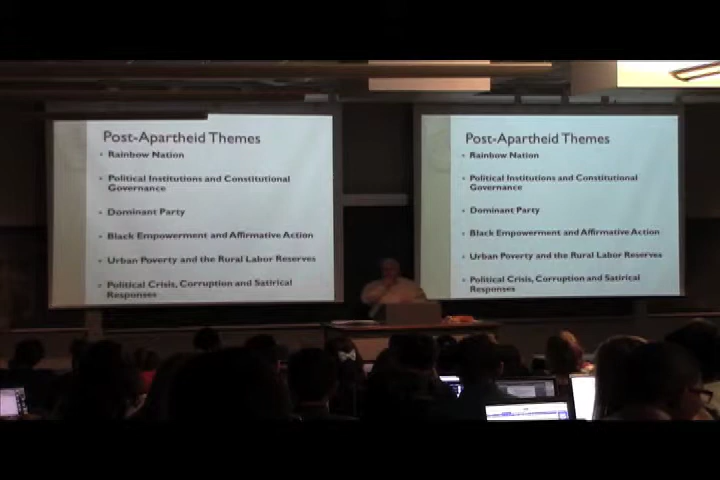 Post-Apartheid Themes
• Rainbow Nation
• Political Institutions and Constitutional
Governance
• Dominant Party
• Black Empowerment and Affirmative Action
• Urban Poverty and the Rural Labor Reserves
• Political Crisis, Corruption and Satirical
Responses
Post-Apartheid Themes
• Rainbow Nation
• Political Institutions and Constitutional
Governance
• Dominant Party
• Black Empowerment and Affirmative Action
• Urban Poverty and the Rural Labor Reserves
• Political Crisis, Corruption and Satirical
Responses